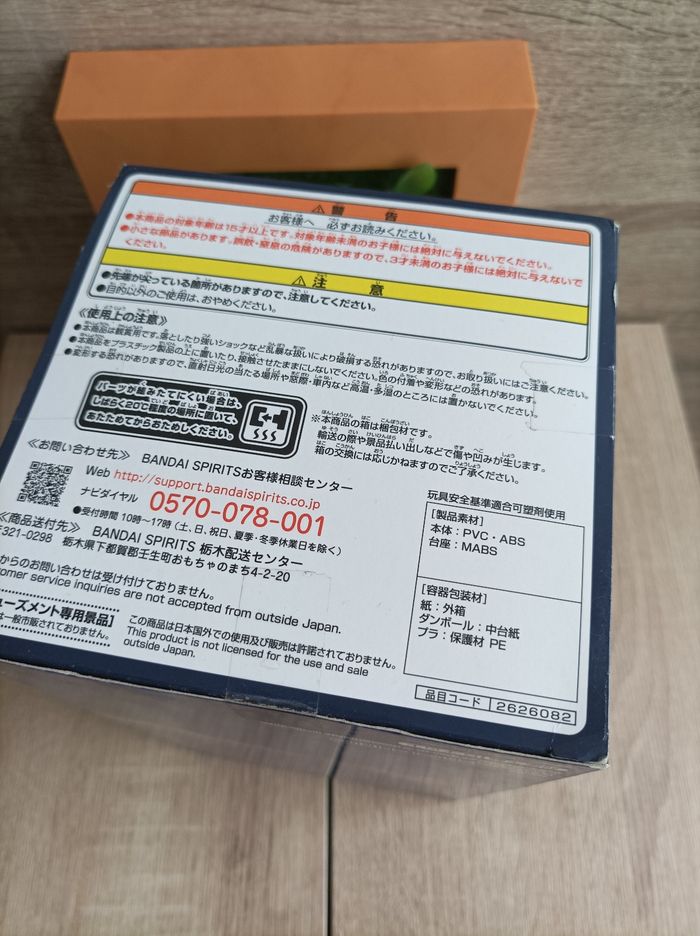 ⚠警 告
お客様へ 必ずお読みください。
●本商品の対象年齢は15才以上です。対象年齢未満のお子様には絶対に与えないでください。
●小さな部品があります。誤飲・窒息の危険がありますので、3才未満のお子様には絶対に与えないで
ください。
⚠注 意
●先端が尖っている箇所がありますので、注意してください。
●目的以外のご使用は、おやめください。
≪使用上の注意≫
●本商品は観賞用です。落としたり強いショックなど乱暴な扱いにより破損する恐れがありますので、お取り扱いにはご注意ください。
●本商品をプラスチック製品の上に置いたり、接触させたままにしないでください。色の付着や変形などの恐れがあります。
●変形する恐れがありますので、直射日光の当たる場所や窓際・車内など高温・多湿のところには置かないでください。
パーツが組みたてにくい場合は、
しばらく20℃程度の場所に置いて、
あたためてからおためしください。
※本商品の箱は梱包材です。
輸送の際や景品払い出しなどで傷や凹みが生じます。
箱の交換には応じかねますのでご了承ください。
≪お問い合わせ先≫ BANDAI SPIRITSお客様相談センター
Web http://support.bandaispirits.co.jp
ナビダイヤル 0570-078-001
●受付時間 10時〜17時(土、日、祝日、夏季・冬季休業日を除く)
≪商品送付先≫ BANDAI SPIRITS 栃木配送センター
321-0298 栃木県下都賀郡壬生町おもちゃのまち4-2-20
からのお問い合わせは受け付けておりません。
omer service inquiries are not accepted from outside Japan.
ューズメント専用景品】
は一般市販されておりません。
この商品は日本国外での使用及び販売は許諾されておりません。
This product is not licensed for the use and sale
outside Japan.
玩具安全基準適合可塑剤使用
[製品素材]
本体:PVC・ABS
台座:MABS
[容器包装材]
紙:外箱
ダンボール:中台紙
プラ:保護材 PE
品目コード 2626082